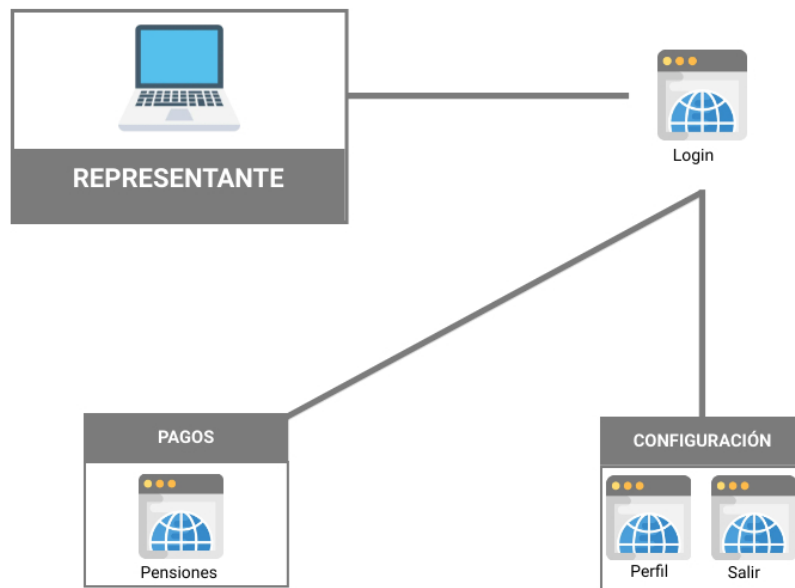 REPRESENTANTE
Login
PAGOS
Pensiones
CONFIGURACIÓN
Perfil
Salir